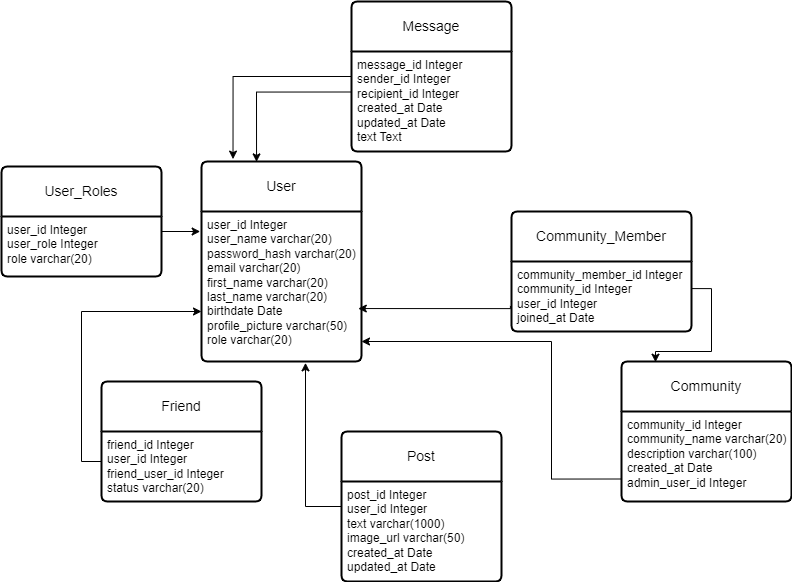 Message
message_id Integer
sender_id Integer
recipient_id Integer
created_at Date
updated_at Date
text Text
User_Roles
user_id Integer
user_role Integer
role varchar(20)
User
user_id Integer
user_name varchar(20)
password_hash varchar(20)
email varchar(20)
first_name varchar(20)
last_name varchar(20)
birthdate Date
profile_picture varchar(50)
role varchar(20)
Community_Member
community_member_id Integer
community_id Integer
user_id Integer
joined_at Date
Friend
friend_id Integer
user_id Integer
friend_user_id Integer
status varchar(20)
Post
post_id Integer
user_id Integer
text varchar(1000)
image_url varchar(50)
created_at Date
updated_at Date
Community
community_id Integer
community_name varchar(20)
description varchar(100)
created_at Date
admin_user_id Integer